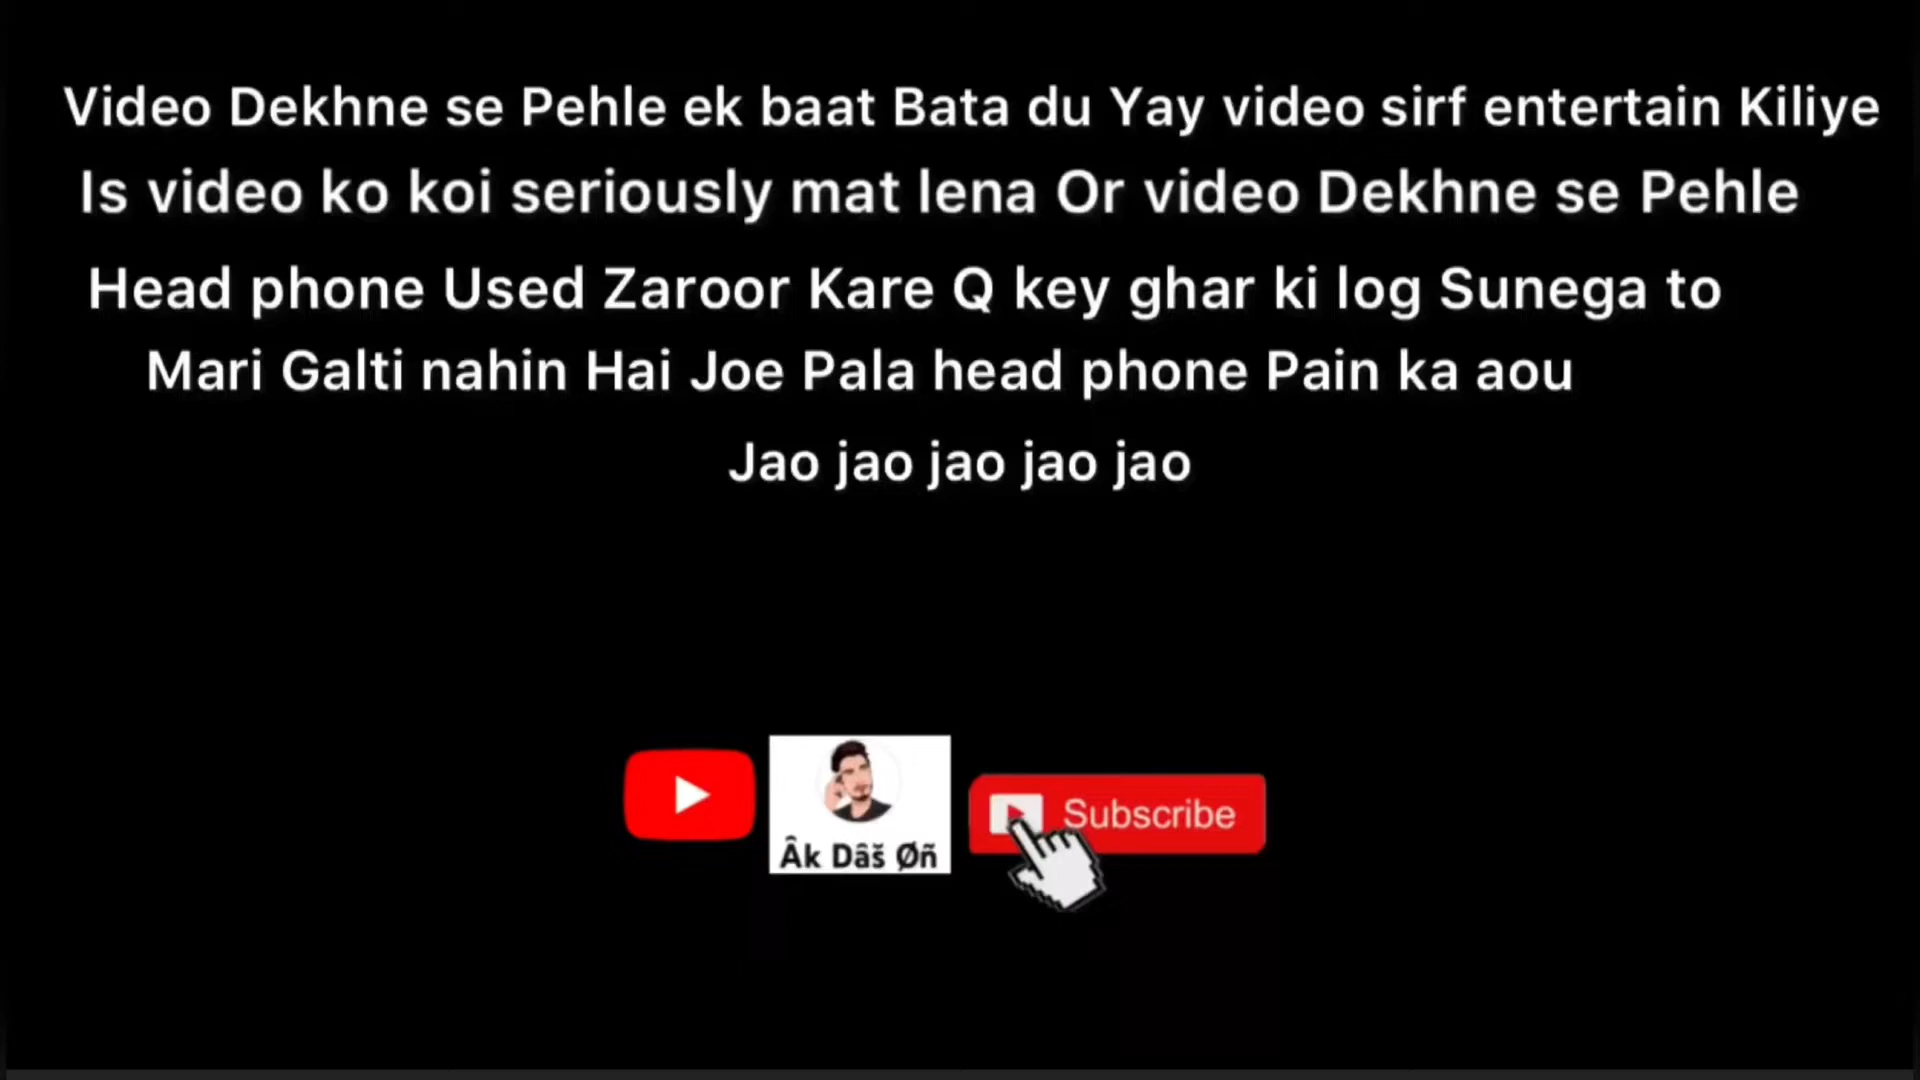 Video Dekhne se Pehle ek baat Bata du Yay video sirf entertain Kiliye
Is video ko koi seriously mat lena Or video Dekhne se Pehle
Head phone Used Zaroor Kare Q key ghar ki log Sunega to
Mari Galti nahin Hai Joe Pala head phone Pain ka aou
Jao jao jao jao jao
Subscribe
Âk Dâš Øñ